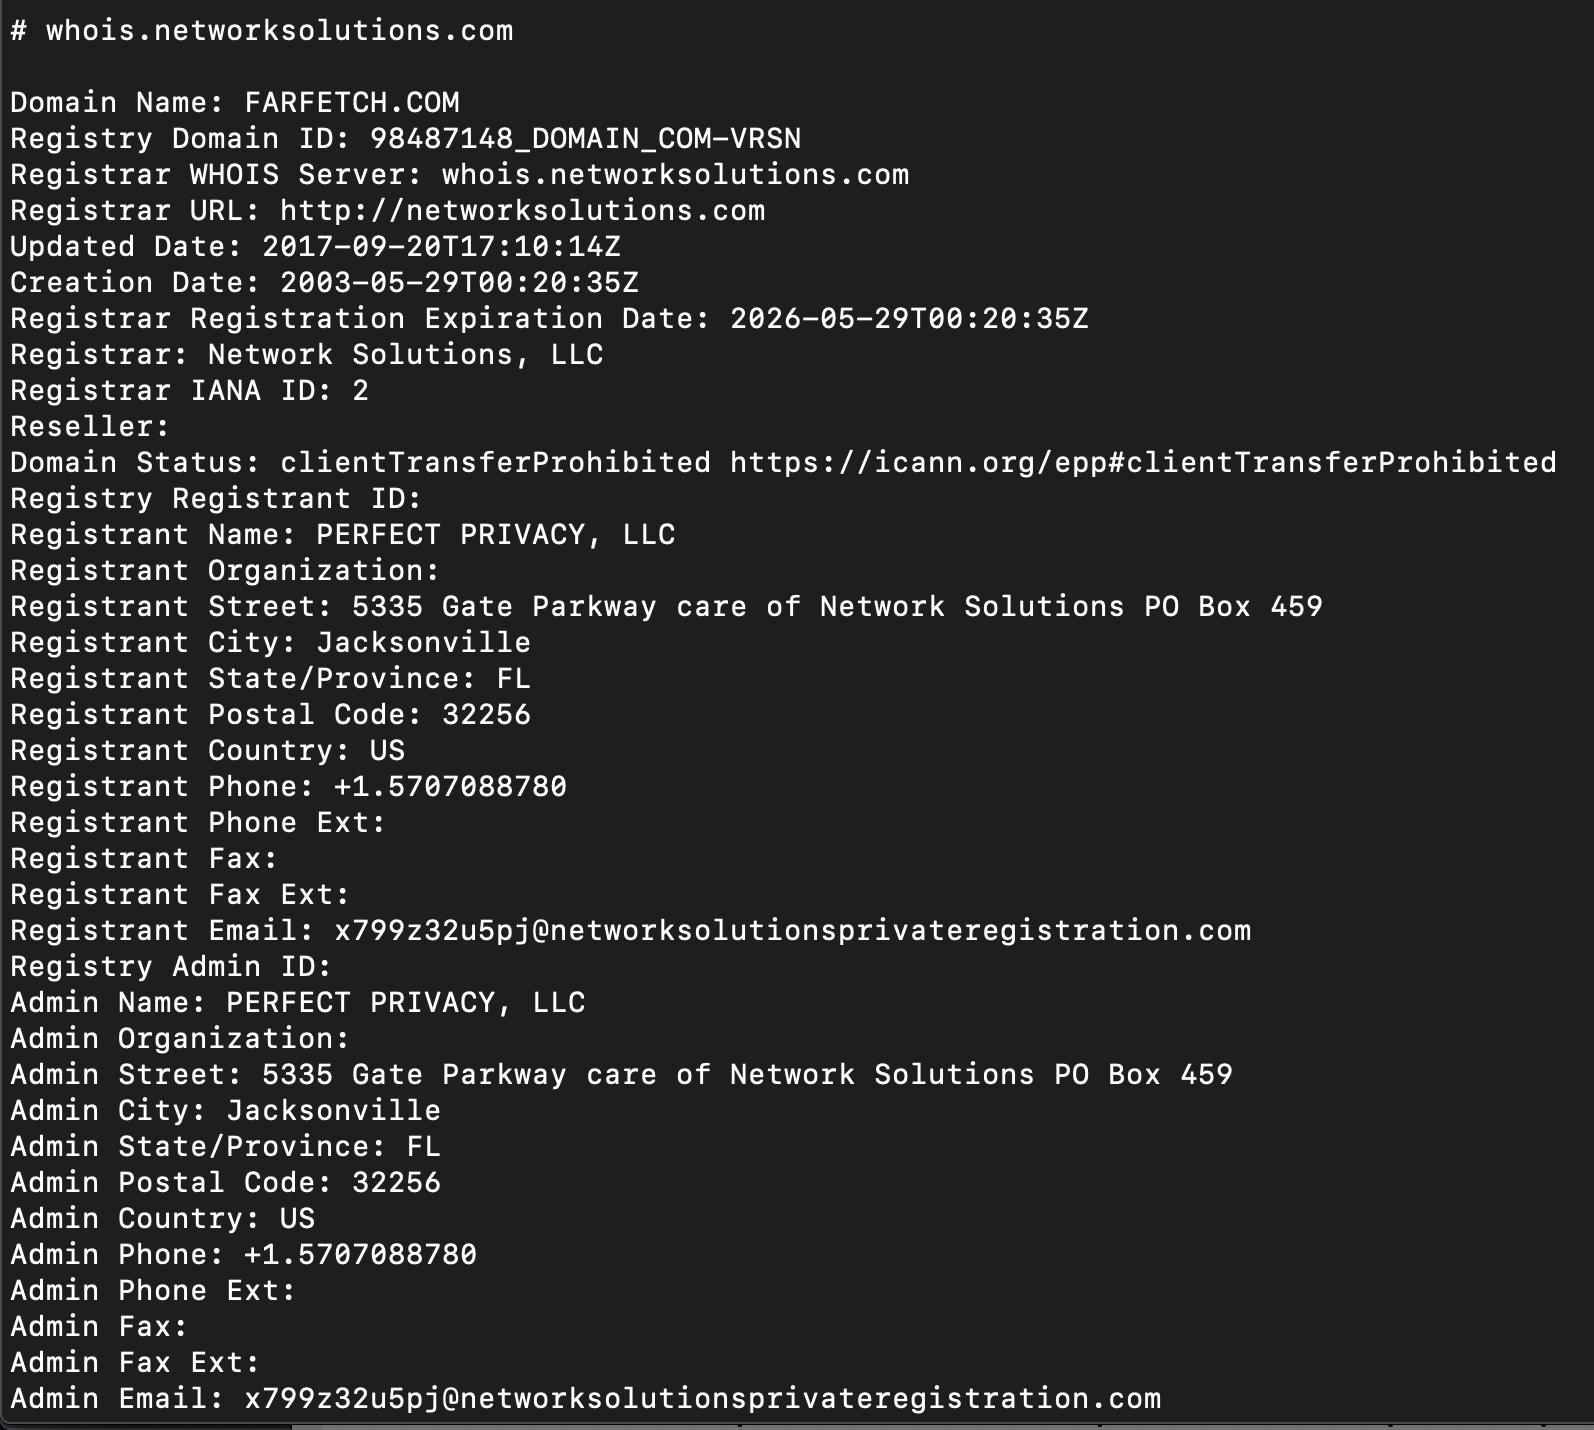 # whois.networksolutions.com
Domain Name: FARFETCH.COM
Registry Domain ID: 98487148_DOMAIN_COM-VRSN
Registrar WHOIS Server: whois.networksolutions.com
Registrar URL: http://networksolutions.com
Updated Date: 2017-09-20T17:10:14Z
Creation Date: 2003-05-29T00:20:35Z
Registrar Registration Expiration Date: 2026-05-29T00:20:35Z
Registrar: Network Solutions, LLC
Registrar IANA ID: 2
Reseller:
Domain Status: clientTransferProhibited https://icann.org/epp#clientTransferProhibited
Registry Registrant ID:
Registrant Name: PERFECT PRIVACY, LLC
Registrant Organization:
Registrant Street: 5335 Gate Parkway care of Network Solutions PO Box 459
Registrant City: Jacksonville
Registrant State/Province: FL
Registrant Postal Code: 32256
Registrant Country: US
Registrant Phone: +1.5707088780
Registrant Phone Ext:
Registrant Fax:
Registrant Fax Ext:
Registrant Email: x799z32u5pj@networksolutionsprivateregistration.com
Registry Admin ID:
Admin Name: PERFECT PRIVACY, LLC
Admin Organization:
Admin Street: 5335 Gate Parkway care of Network Solutions PO Box 459
Admin City: Jacksonville
Admin State/Province: FL
Admin Postal Code: 32256
Admin Country: US
Admin Phone: +1.5707088780
Admin Phone Ext:
Admin Fax:
Admin Fax Ext:
Admin Email: x799z32u5pj@networksolutionsprivateregistration.com